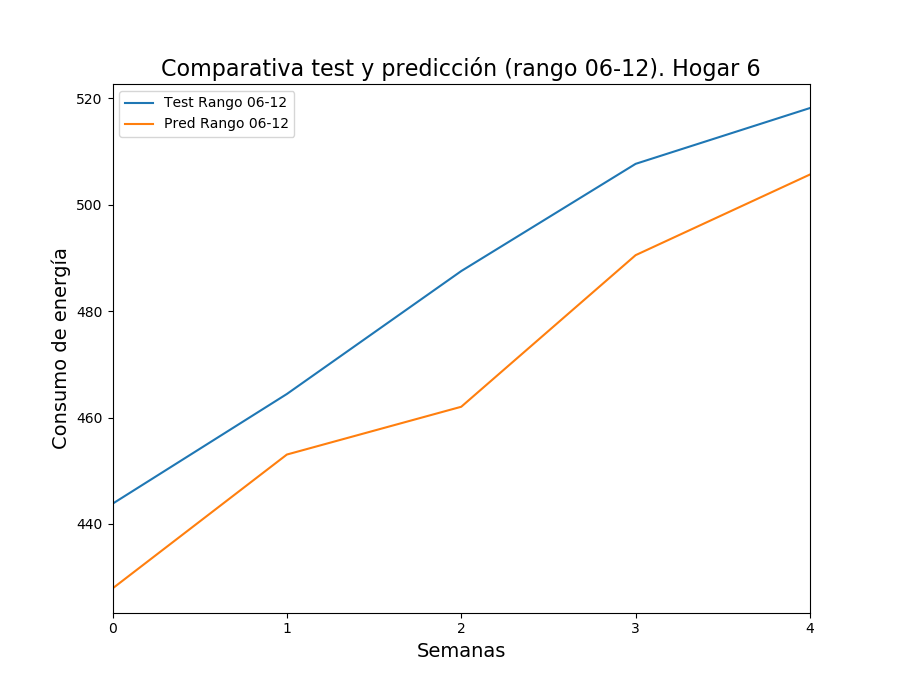 Comparativa test y predicción (rango 06-12). Hogar 6
Test Rango 06-12
Pred Rango 06-12
520
500
480
460
440
Consumo de energía
0 1 2 3 4
Semanas